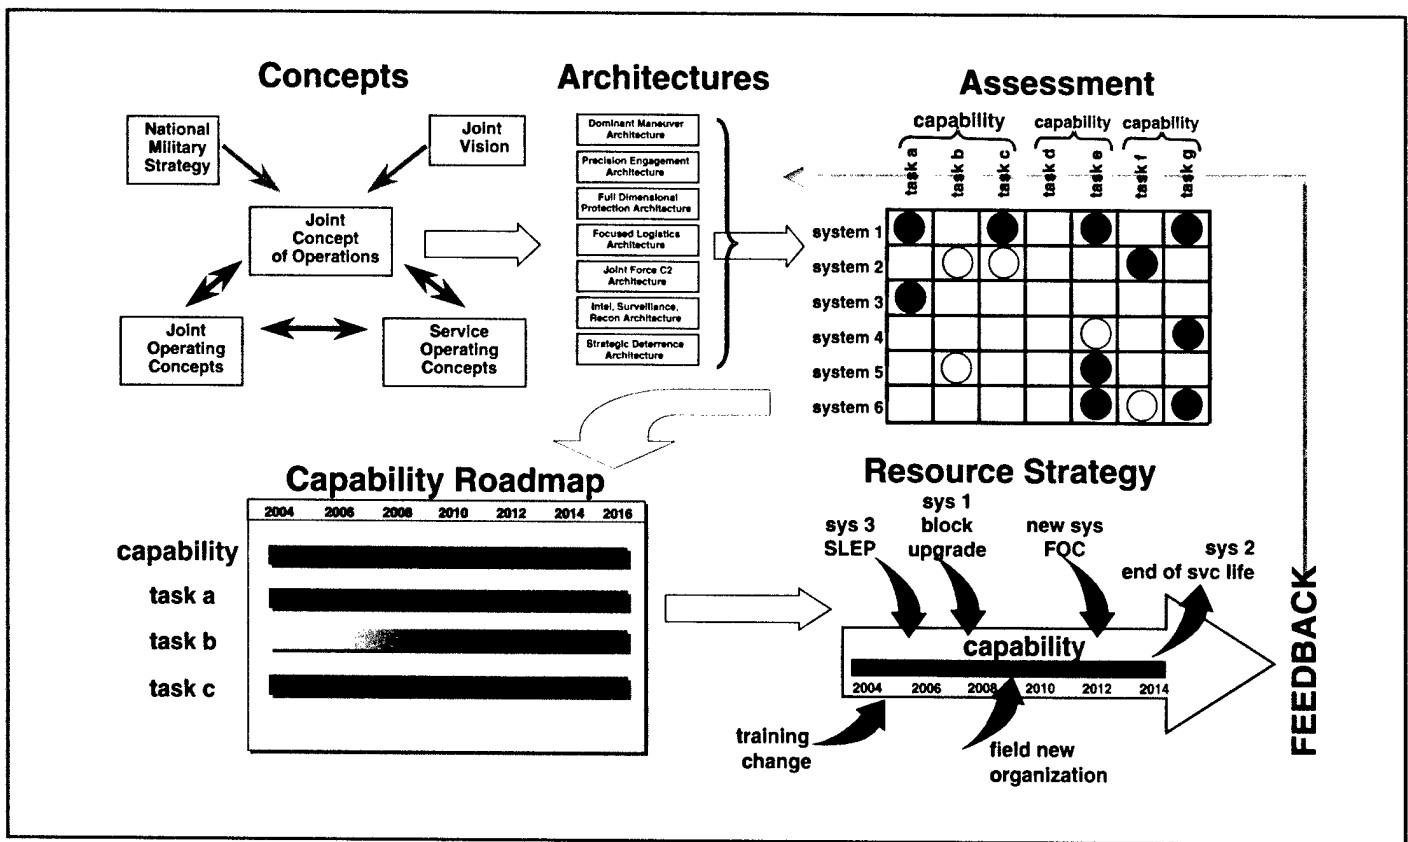 Concepts
National
Military
Strategy
Joint
Vision
Joint
Concept
of Operations
Joint
Operating
Concepts
Service
Operating
Concepts
Architectures
Dominant Maneuver
Architecture
Precision Engagement
Architecture
Full Dimensional
Protection Architecture
Focused Logistics
Architecture
Joint Force C2
Architecture
Intel, Surveillance,
Recon Architecture
Strategic Deterrence
Architecture
Assessment
capability capability capability
task a task b task c task d task e task f task g
system 1
system 2
system 3
system 4
system 5
system 6
Capability Roadmap
2004 2006 2008 2010 2012 2014 2016
capability
task a
task b
task c
Resource Strategy
sys 3
SLEP
sys 1
block
upgrade
new sys
FOC
sys 2
end of svc life
capability
2004 2006 2008 2010 2012 2014
training
change
field new
organization
FEEDBACK